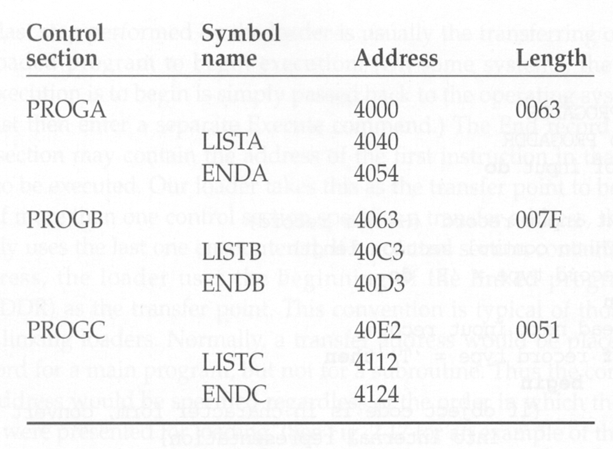 Control Symbol
section name Address Length
PROGA 4000 0063
LISTA 4040
ENDA 4054
PROGB 4063 007F
LISTB 40C3
ENDB 40D3
PROGC 40E2 0051
LISTC 4112
ENDC 4124